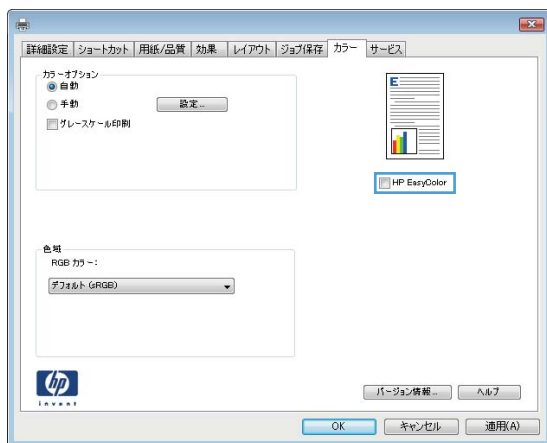 詳細設定 ショートカット 用紙/品質 効果 レイアウト ジョブ保存 カラー サービス
カラーオプション
自動
手動
設定...
グレースケール印刷
E
HP EasyColor
色域
RGB カラー:
デフォルト (sRGB)
hp
invent
バージョン情報... ヘルプ
OK キャンセル 適用(A)